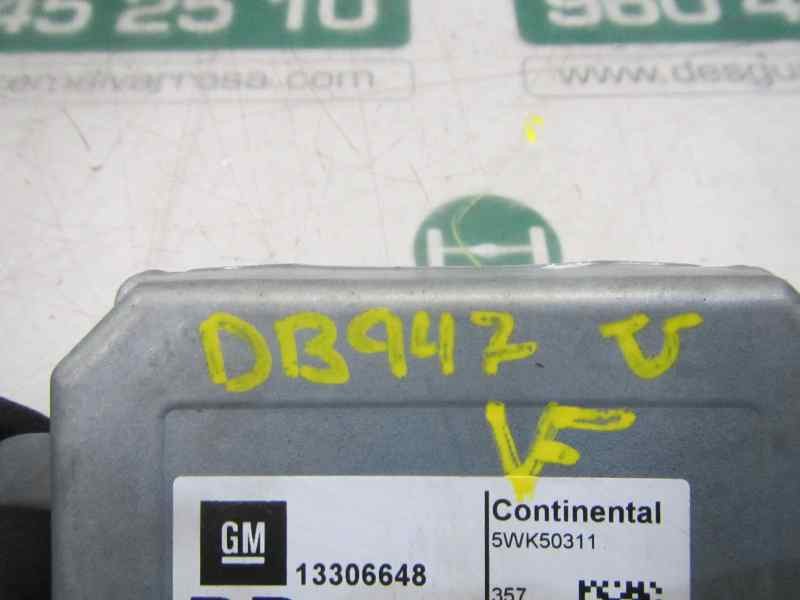 45 25 10
960 4
www.desgu
DB947 U
VF
GM
13306648
Continental
5WK50311
357